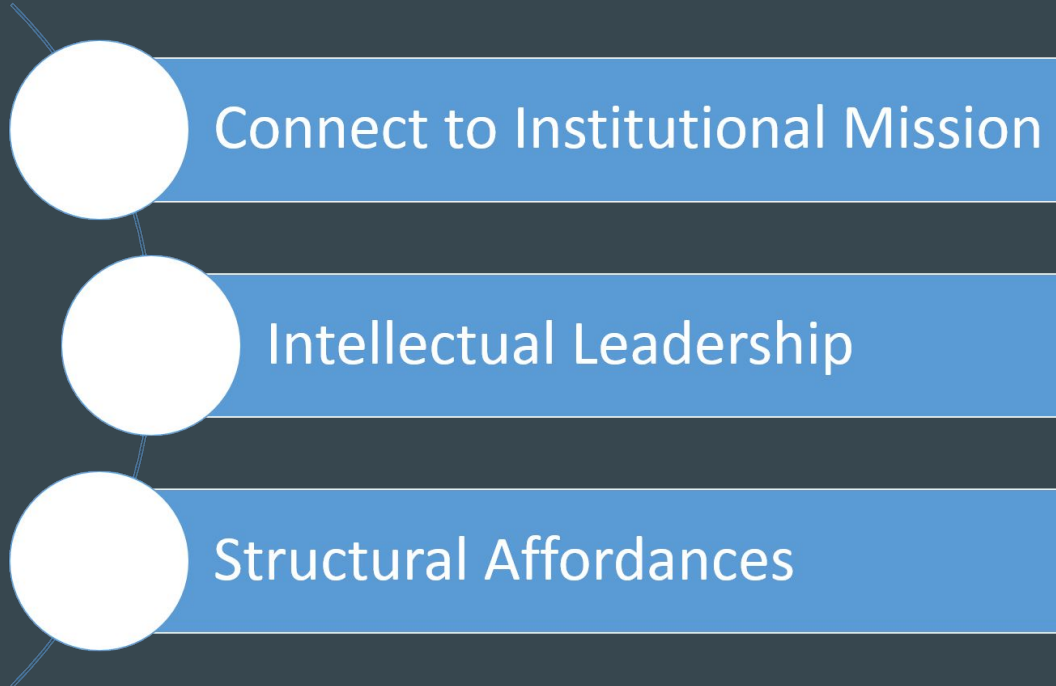 Connect to Institutional Mission
Intellectual Leadership
Structural Affordances